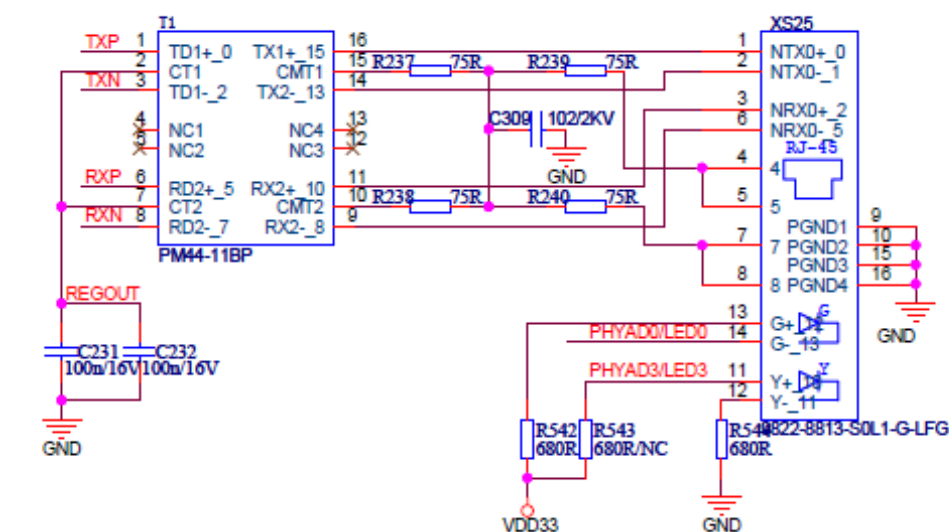 T1
XS25
TXP 1 TD1+_0 TX1+_15 16
2 CT1 CMT1 15 R237 75R R239 75R
TXN 3 TD1-_2 TX2-_13 14
1 NTX0+_0
2 NTX0-_1
4 NC1 NC4 13
5 NC2 NC3 12
C309 102/2KV
GND
3 NRX0+_2
6 NRX0-_5
RJ-45
4 4
5 5
RXP 6 RD2+_5 RX2+_10 11
7 CT2 CMT2 10 R238 75R R240 75R
RXN 8 RD2-_7 RX2-_8 9
PM44-11BP
7 7
8 8
PGND1 9
PGND2 10
PGND3 15
PGND4 16
GND
REGOUT
C231 100n/16V
C232 100n/16V
GND
13 G+_ G
PHYAD0/LED0 14 G-_13
PHYAD3/LED3 11 Y+_ Y
12 Y-_11
R542 680R
R543 680R/NC
680R
822-8813-S0L1-G-LFG
VDD33
GND